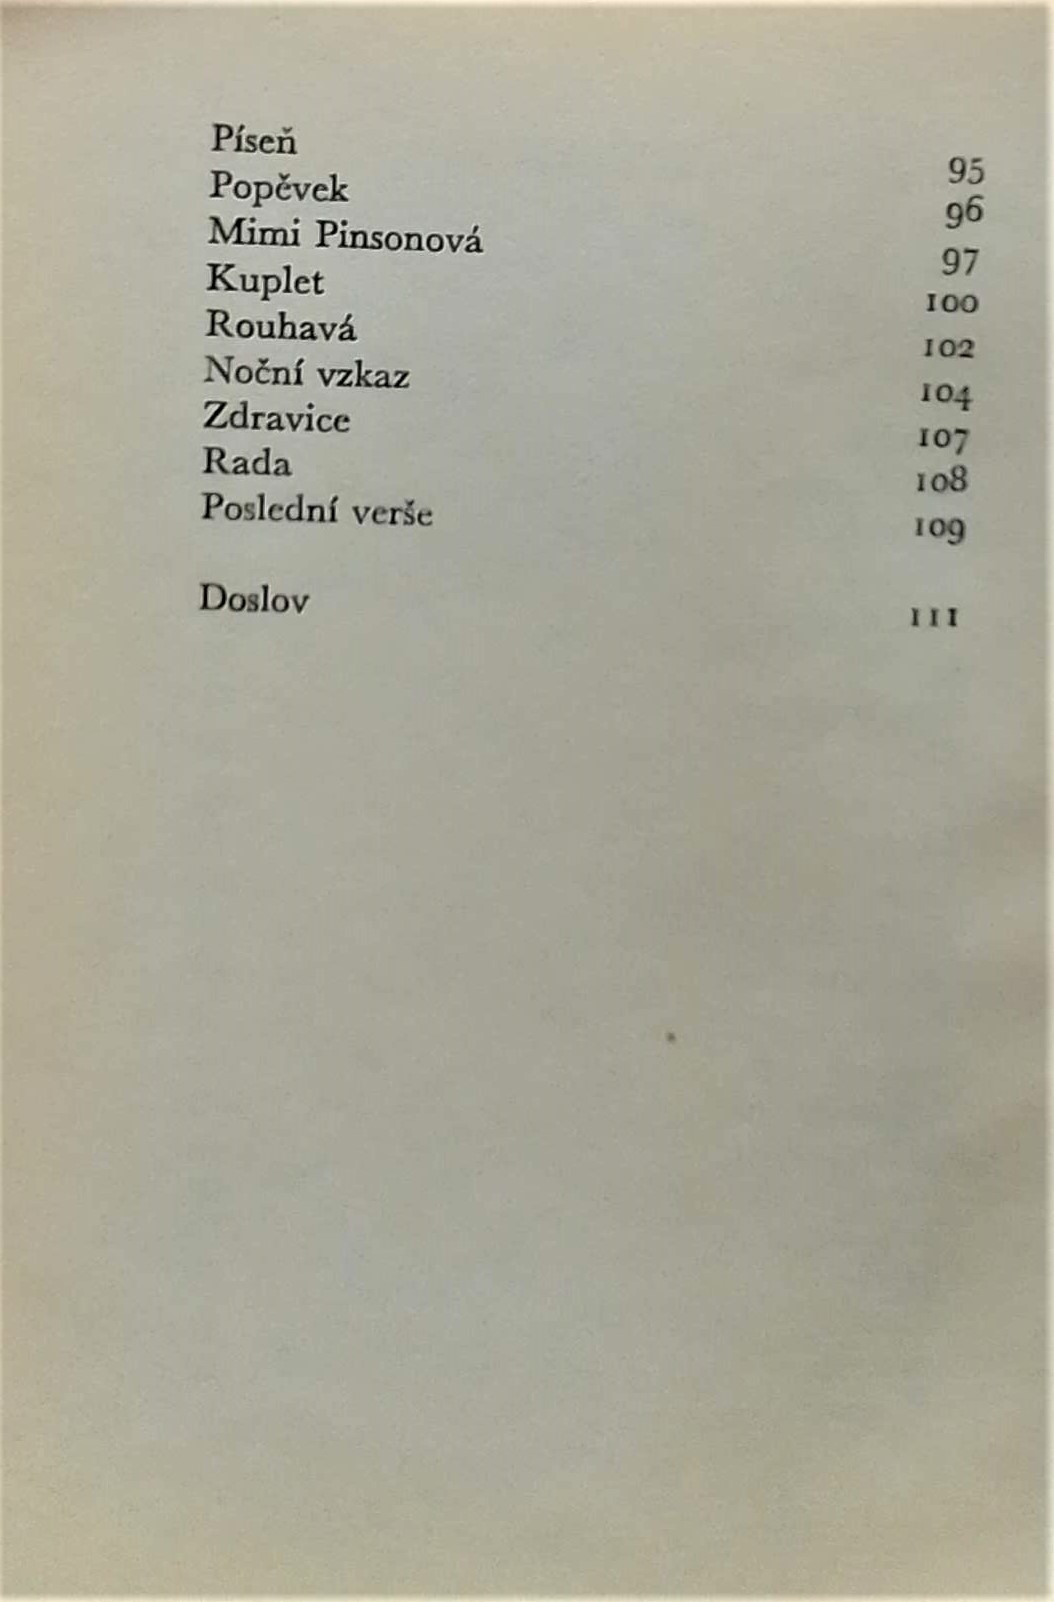 Píseň 95
Popěvek 96
Mimi Pinsonová 97
Kuplet 100
Rouhavá 102
Noční vzkaz 104
Zdravice 107
Rada 108
Poslední verše 109
Doslov 111